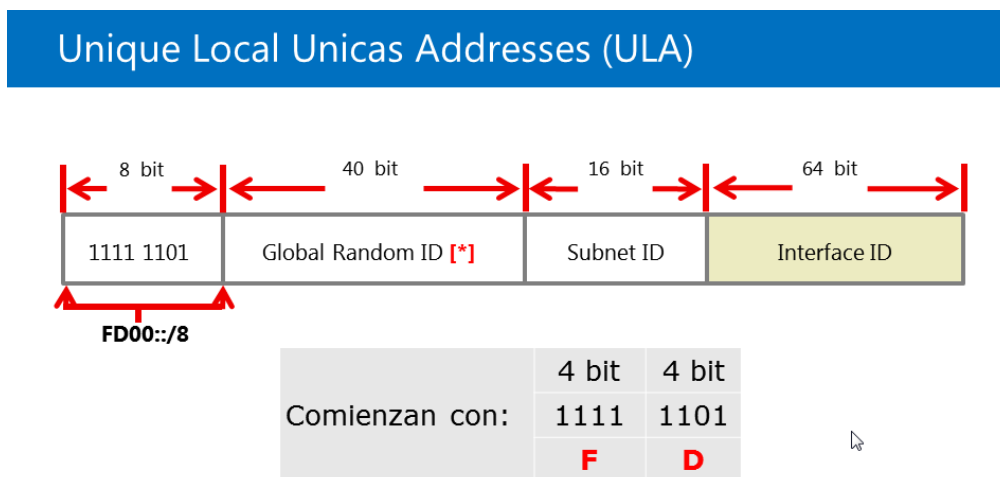 Unique Local Unicas Addresses (ULA)
8 bit 40 bit 16 bit 64 bit
1111 1101 Global Random ID [*] Subnet ID Interface ID
FD00::/8
4 bit 4 bit
Comienzan con: 1111 1101
F D